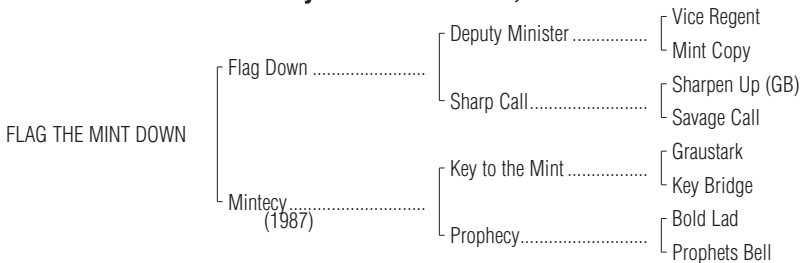 Vice Regent
Deputy Minister ................
Mint Copy
Flag Down ........................
Sharpen Up (GB)
Sharp Call.........................
Savage Call
FLAG THE MINT DOWN
Graustark
Key to the Mint .................
Key Bridge
Mintecy.............................
(1987)
Bold Lad
Prophecy...........................
Prophets Bell